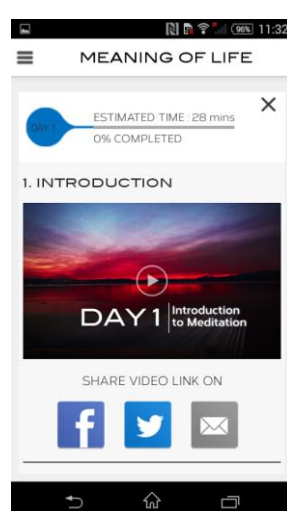 96% 11:32
MEANING OF LIFE
DAY 1
ESTIMATED TIME : 28 mins
0% COMPLETED
1. INTRODUCTION
DAY 1 Introduction
to Meditation
SHARE VIDEO LINK ON